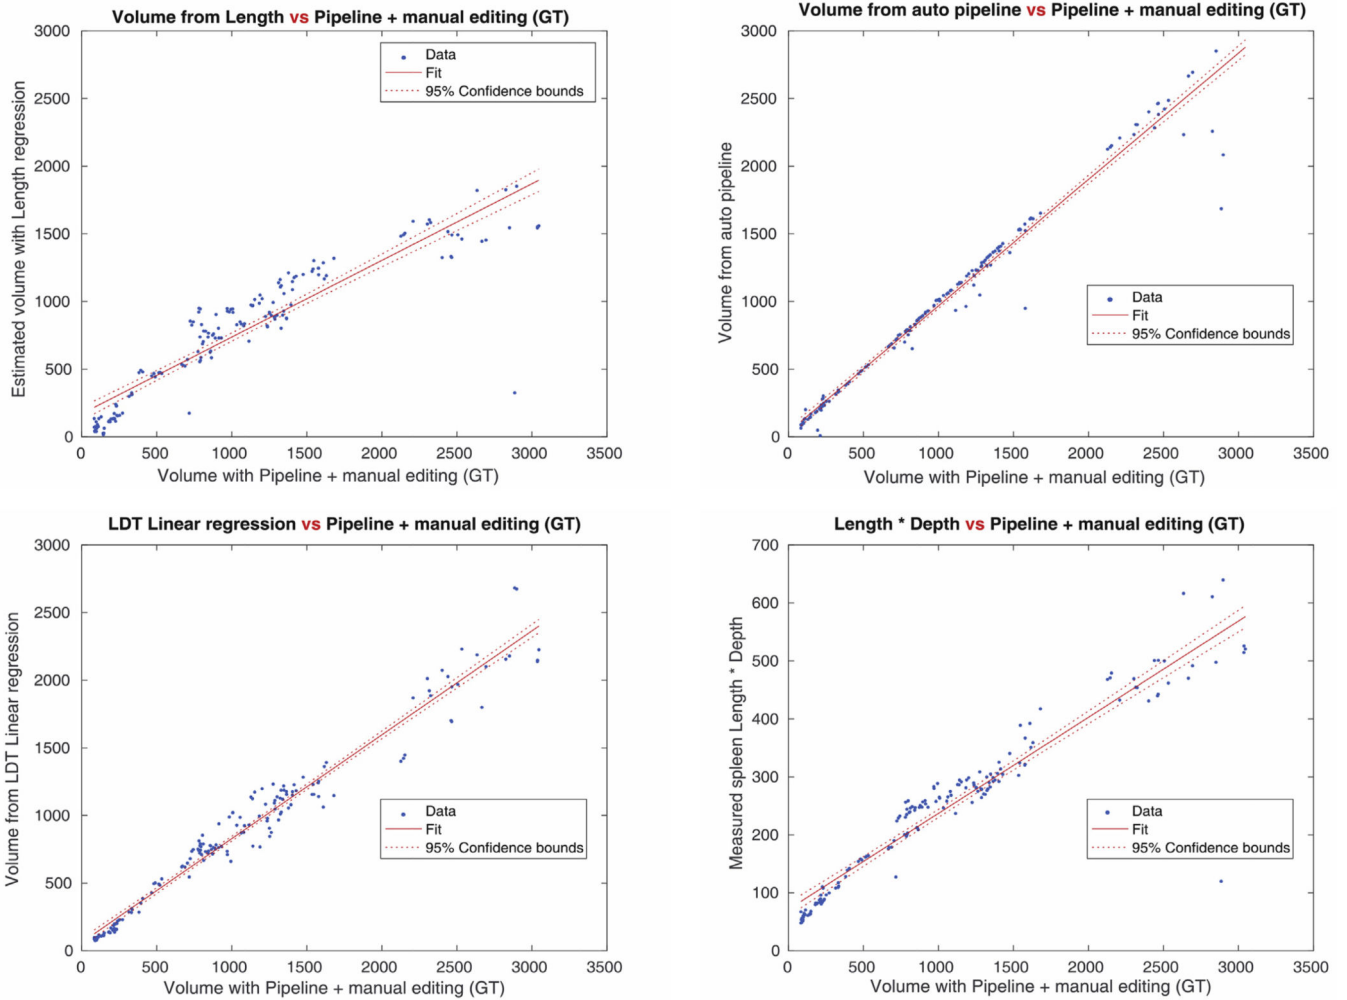 Volume from Length vs Pipeline + manual editing (GT)
3000
2500
2000
1500
1000
500
0
Estimated volume with Length regression
Data
Fit
95% Confidence bounds
0 500 1000 1500 2000 2500 3000 3500
Volume with Pipeline + manual editing (GT)
Volume from auto pipeline vs Pipeline + manual editing (GT)
3000
2500
2000
1500
1000
500
0
Volume from auto pipeline
Data
Fit
95% Confidence bounds
0 500 1000 1500 2000 2500 3000 3500
Volume with Pipeline + manual editing (GT)
LDT Linear regression vs Pipeline + manual editing (GT)
3000
2500
2000
1500
1000
500
0
Volume from LDT Linear regression
Data
Fit
95% Confidence bounds
0 500 1000 1500 2000 2500 3000 3500
Volume with Pipeline + manual editing (GT)
Length * Depth vs Pipeline + manual editing (GT)
700
600
500
400
300
200
100
0
Measured spleen Length * Depth
Data
Fit
95% Confidence bounds
0 500 1000 1500 2000 2500 3000 3500
Volume with Pipeline + manual editing (GT)